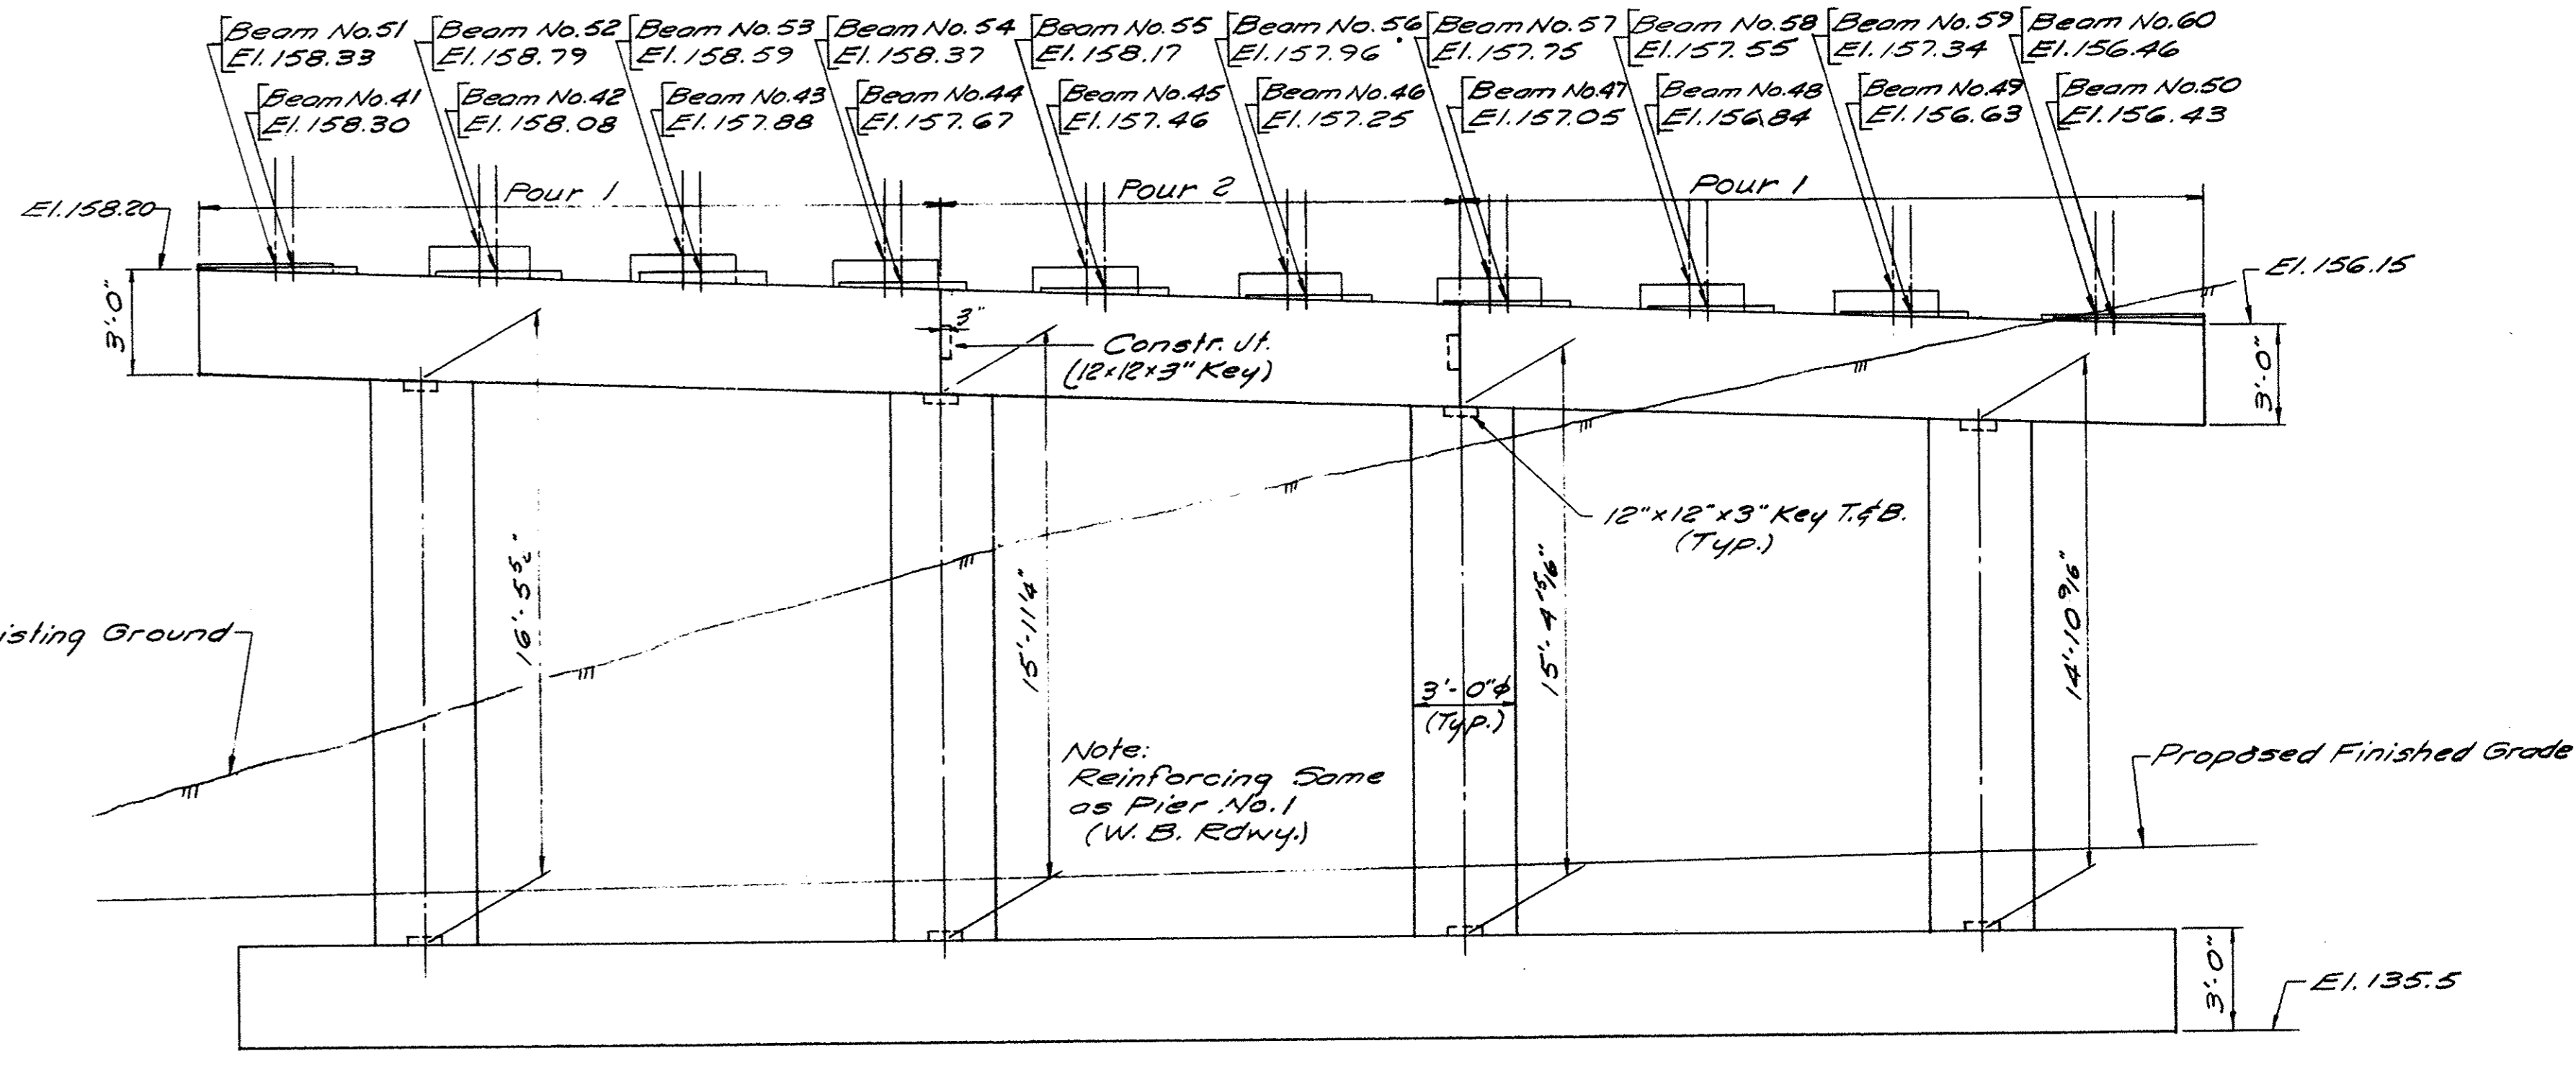 Beam No.51
El.158.33
Beam No.52
El.158.79
Beam No.53
El.158.59
Beam No.54
El.158.37
Beam No.55
El.158.17
Beam No.56
El.157.96
Beam No.57
El.157.75
Beam No.58
El.157.55
Beam No.59
El.157.34
Beam No.60
El.156.46
Beam No.41
El.158.30
Beam No.42
El.158.08
Beam No.43
El.157.88
Beam No.44
El.157.67
Beam No.45
El.157.46
Beam No.46
El.157.25
Beam No.47
El.157.05
Beam No.48
El.156.84
Beam No.49
El.156.63
Beam No.50
El.156.43
Pour 1
Pour 2
Pour 1
El.158.20
El.156.15
3'-0"
3"
Constr. Jt.
(12x12x3" Key)
3'-0"
12"x12"x3" Key T.&B.
(Typ.)
16'-5
15'-11¼"
15'-4 15/16"
14'-10 9/16"
isting Ground
3'-0"ϕ
(Typ.)
Note:
Reinforcing Same
as Pier No.1
(W. B. Rdwy.)
Proposed Finished Grade
3'-0"
El.135.5